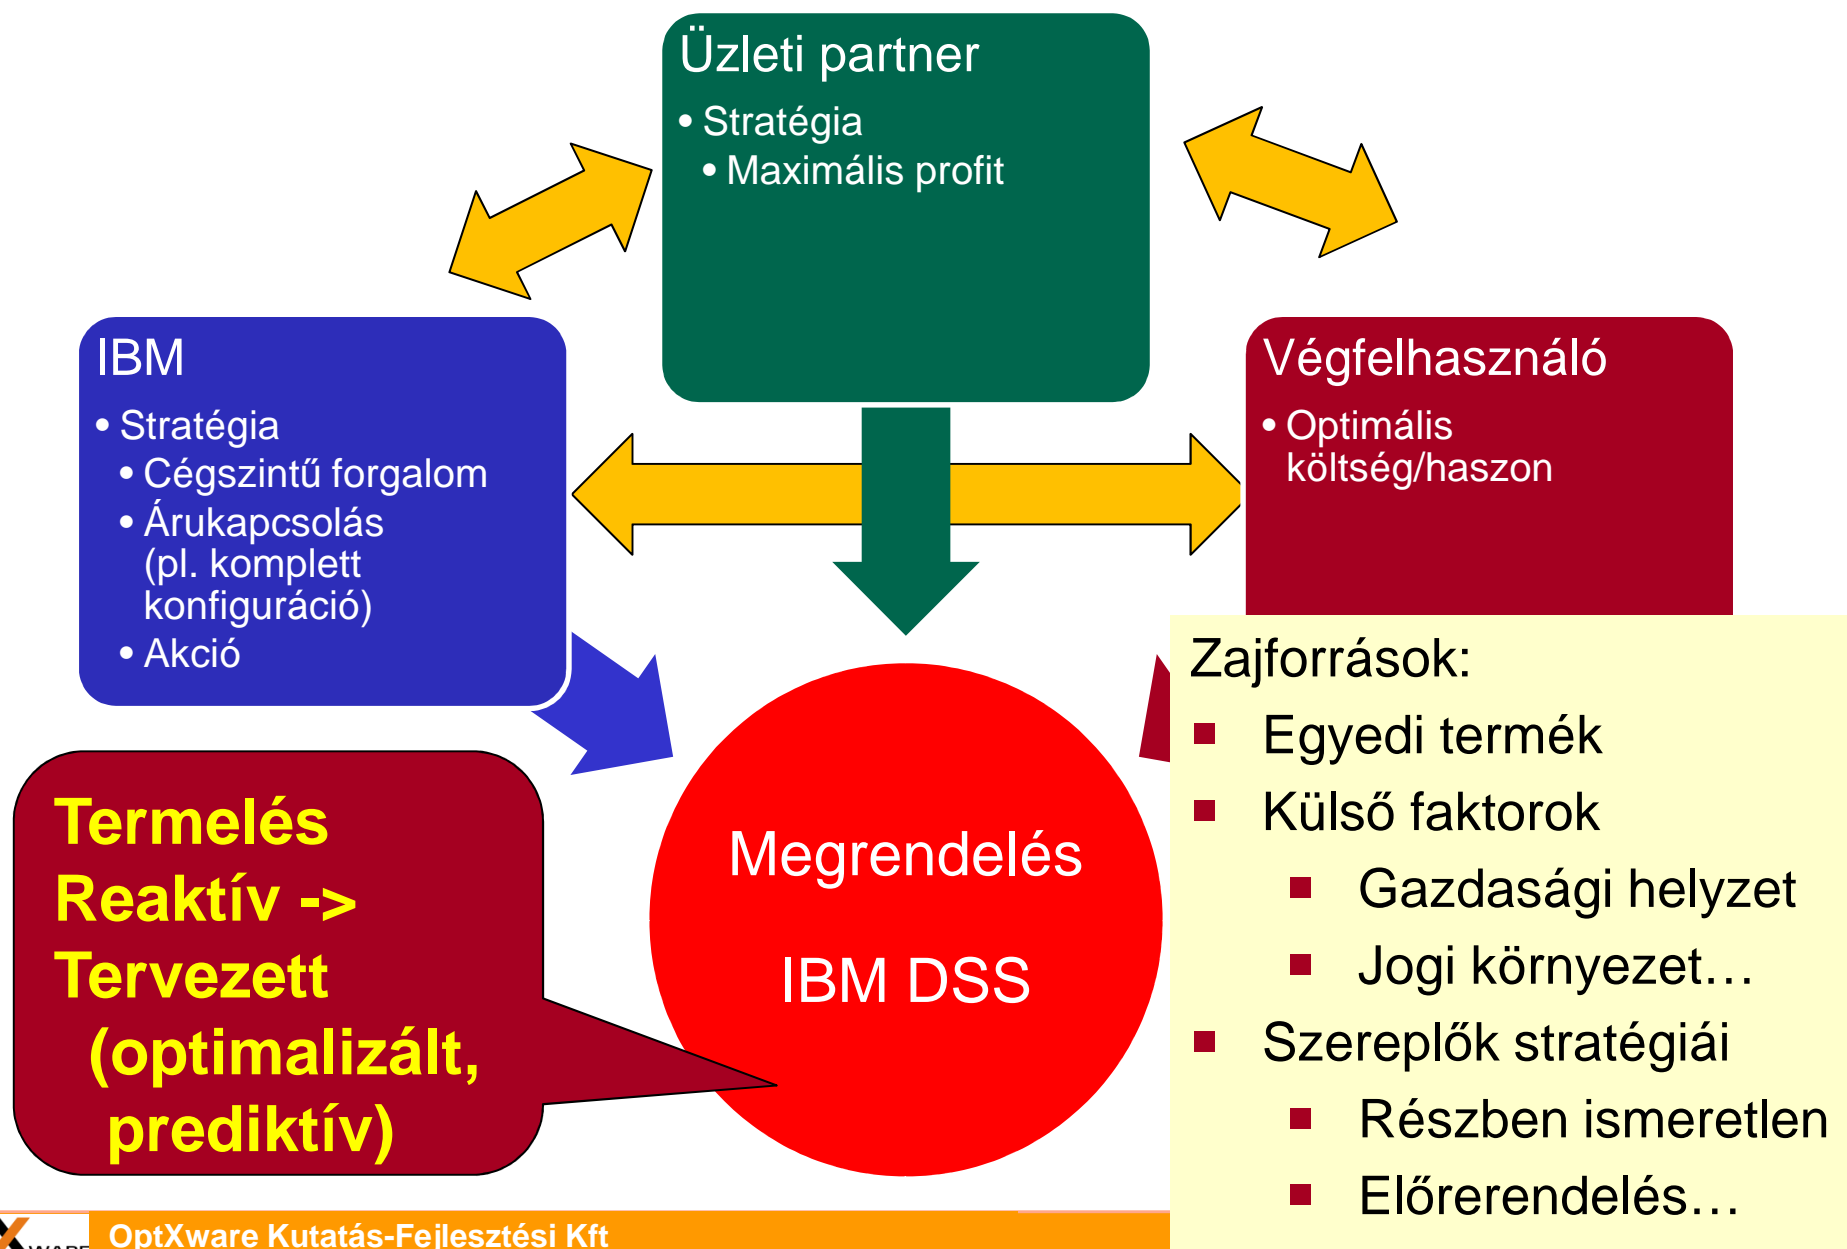 Üzleti partner
• Stratégia
• Maximális profit
IBM
• Stratégia
• Cégszintű forgalom
• Árukapcsolás
(pl. komplett
konfiguráció)
• Akció
Végfelhasználó
• Optimális
költség/haszon
Megrendelés
IBM DSS
Termelés
Reaktív ->
Tervezett
(optimalizált,
prediktív)
Zajforrások:
Egyedi termék
Külső faktorok
Gazdasági helyzet
Jogi környezet…
Szereplők stratégiái
Részben ismeretlen
Előrerendelés…
OptXware Kutatás-Fejlesztési Kft